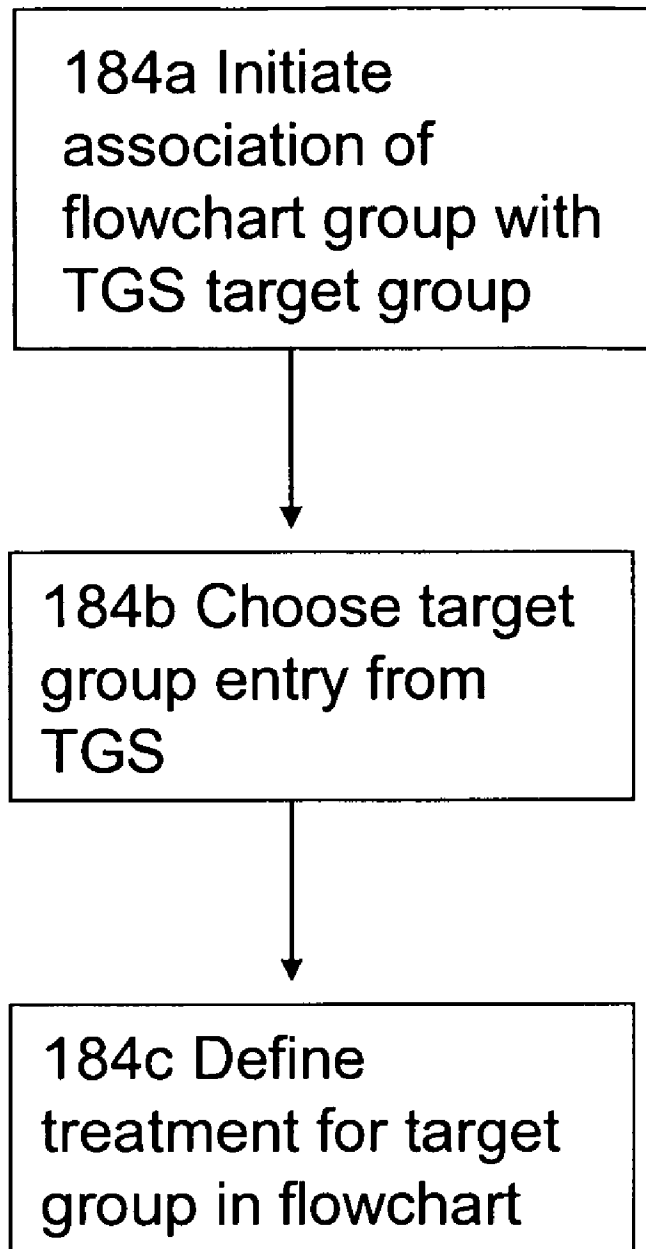 184a Initiate
association of
flowchart group with
TGS target group
184b Choose target
group entry from
TGS
184c Define
treatment for target
group in flowchart